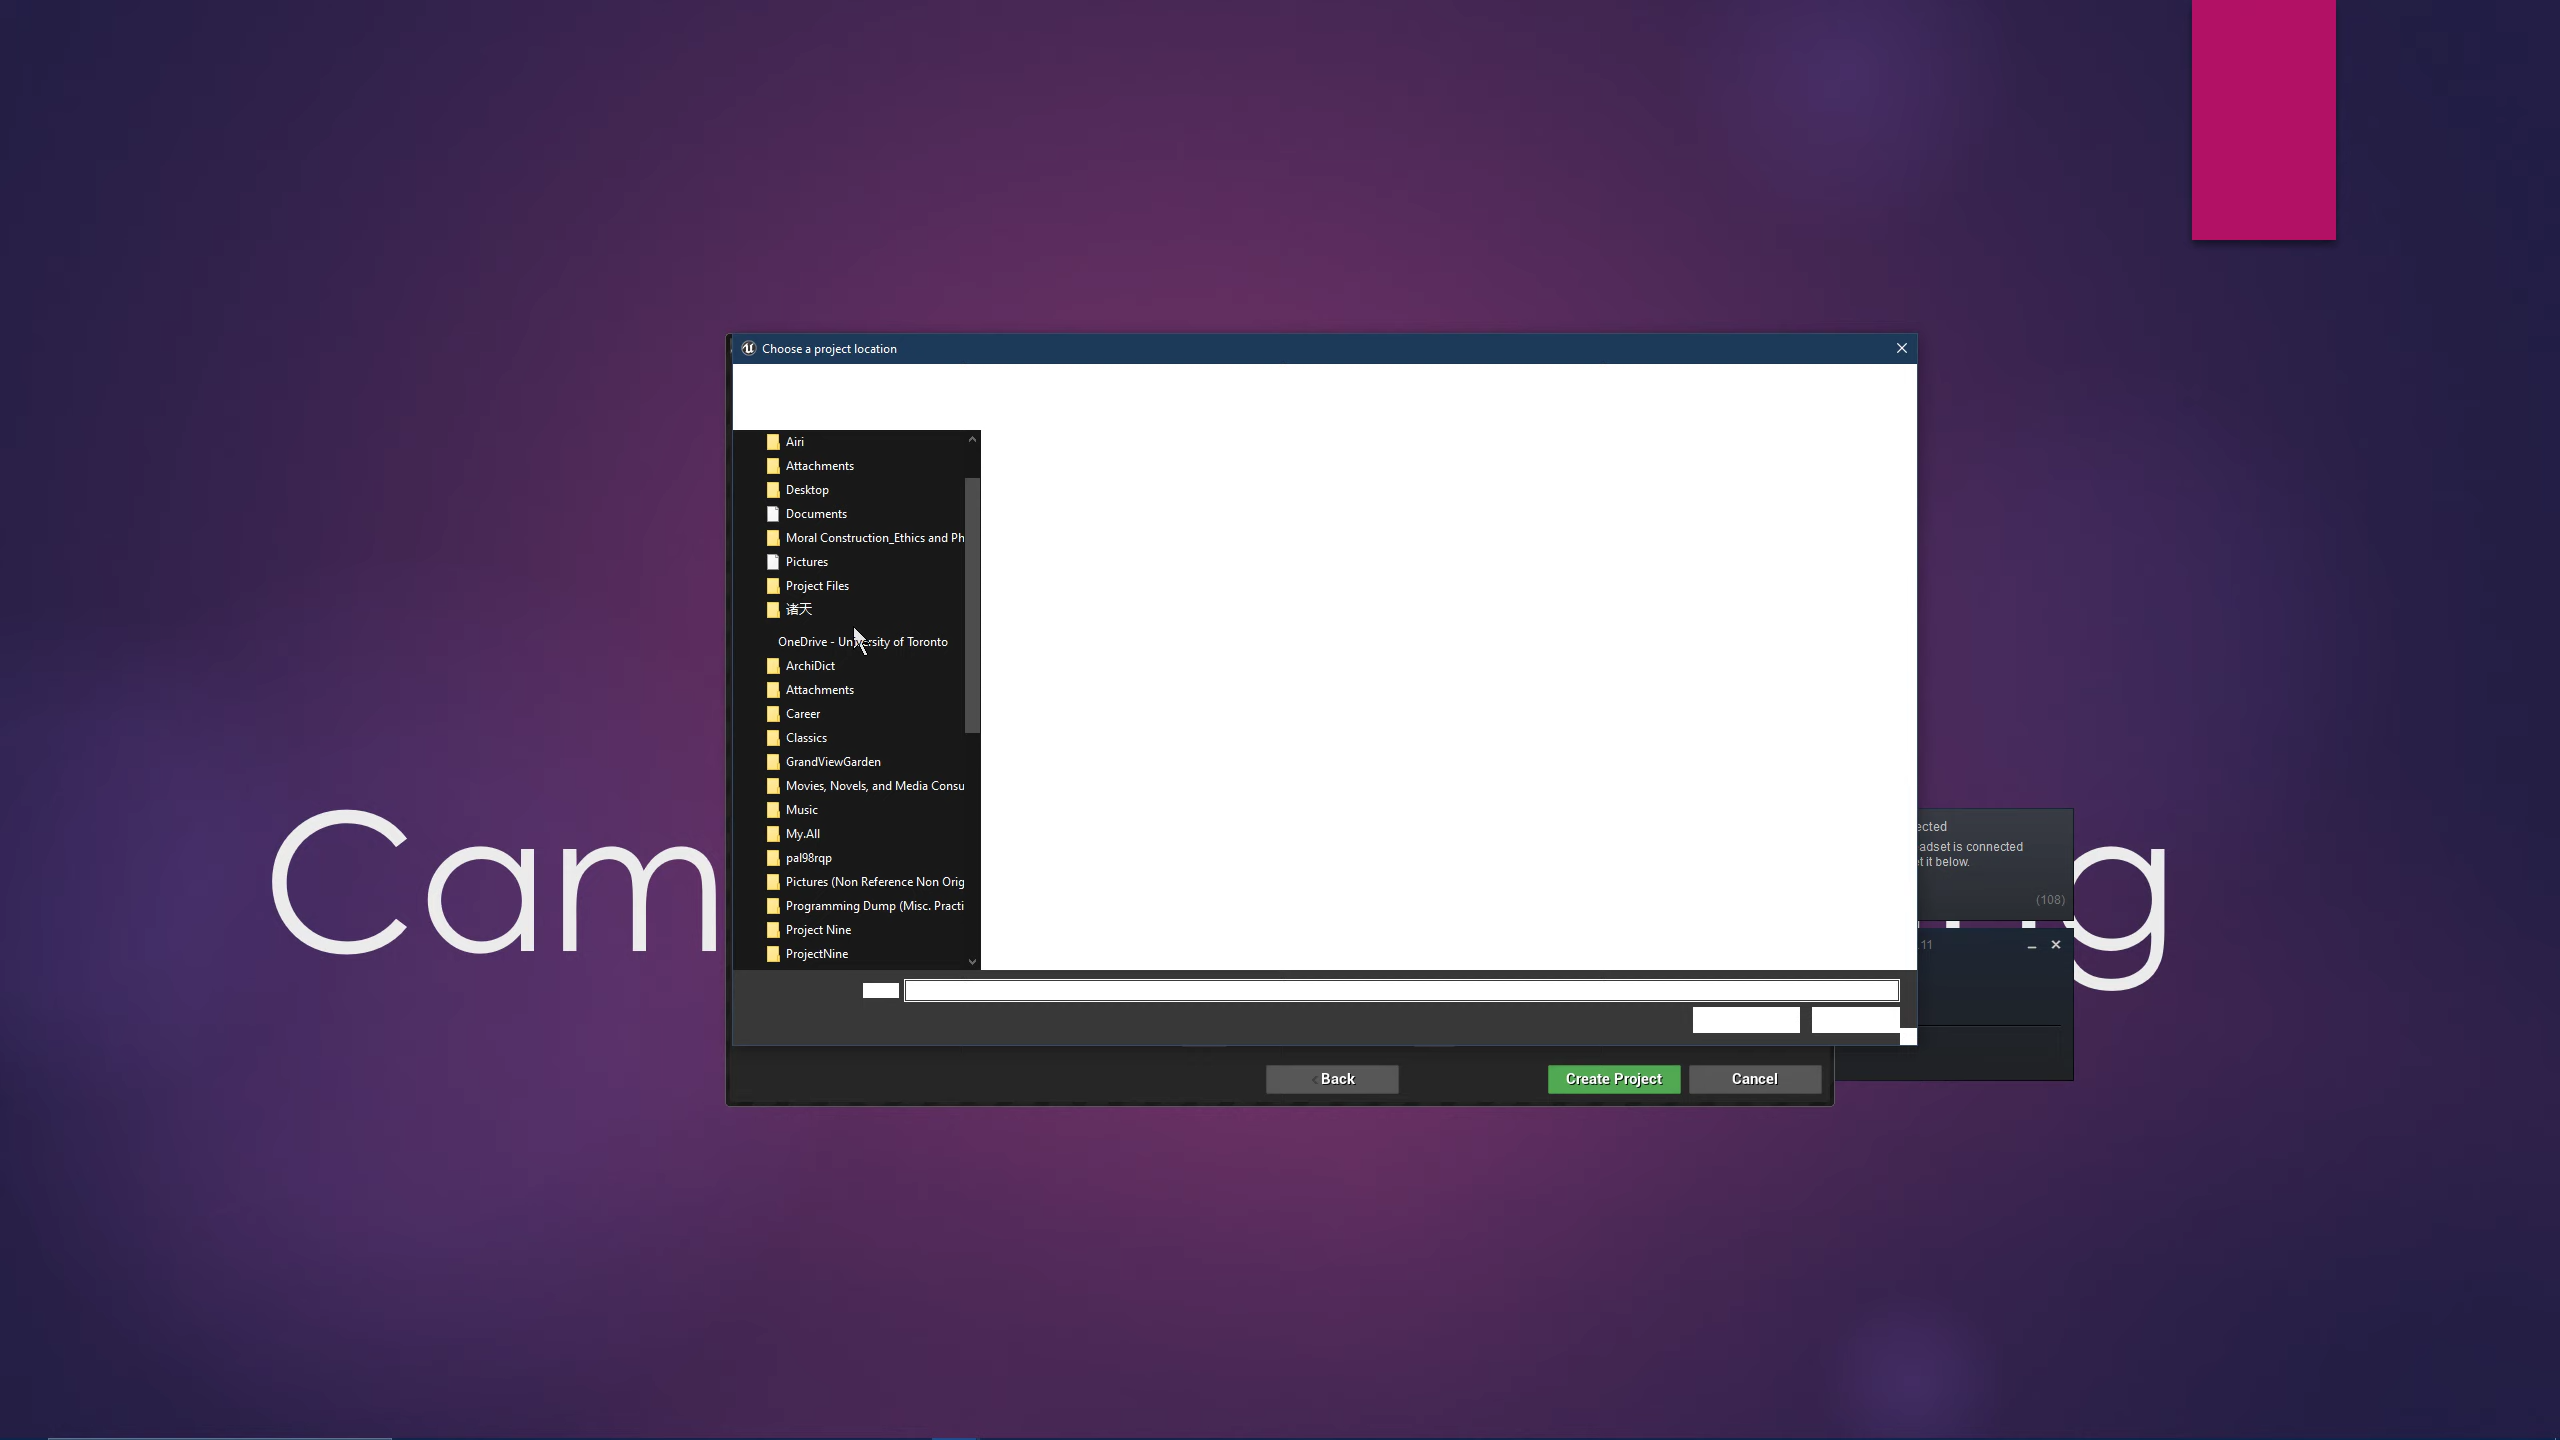 Choose a project location
Airi
Attachments
Desktop
Documents
Moral Construction_Ethics and Ph
Pictures
Project Files
诸天
OneDrive - University of Toronto
ArchiDict
Attachments
Career
Classics
GrandViewGarden
Movies, Novels, and Media Consu
Music
My.All
pal98rqp
Pictures (Non Reference Non Orig
Programming Dump (Misc. Practi
Project Nine
ProjectNine
Cam
g
ected
adset is connected
t it below.
(108)
.11
Back
Create Project
Cancel